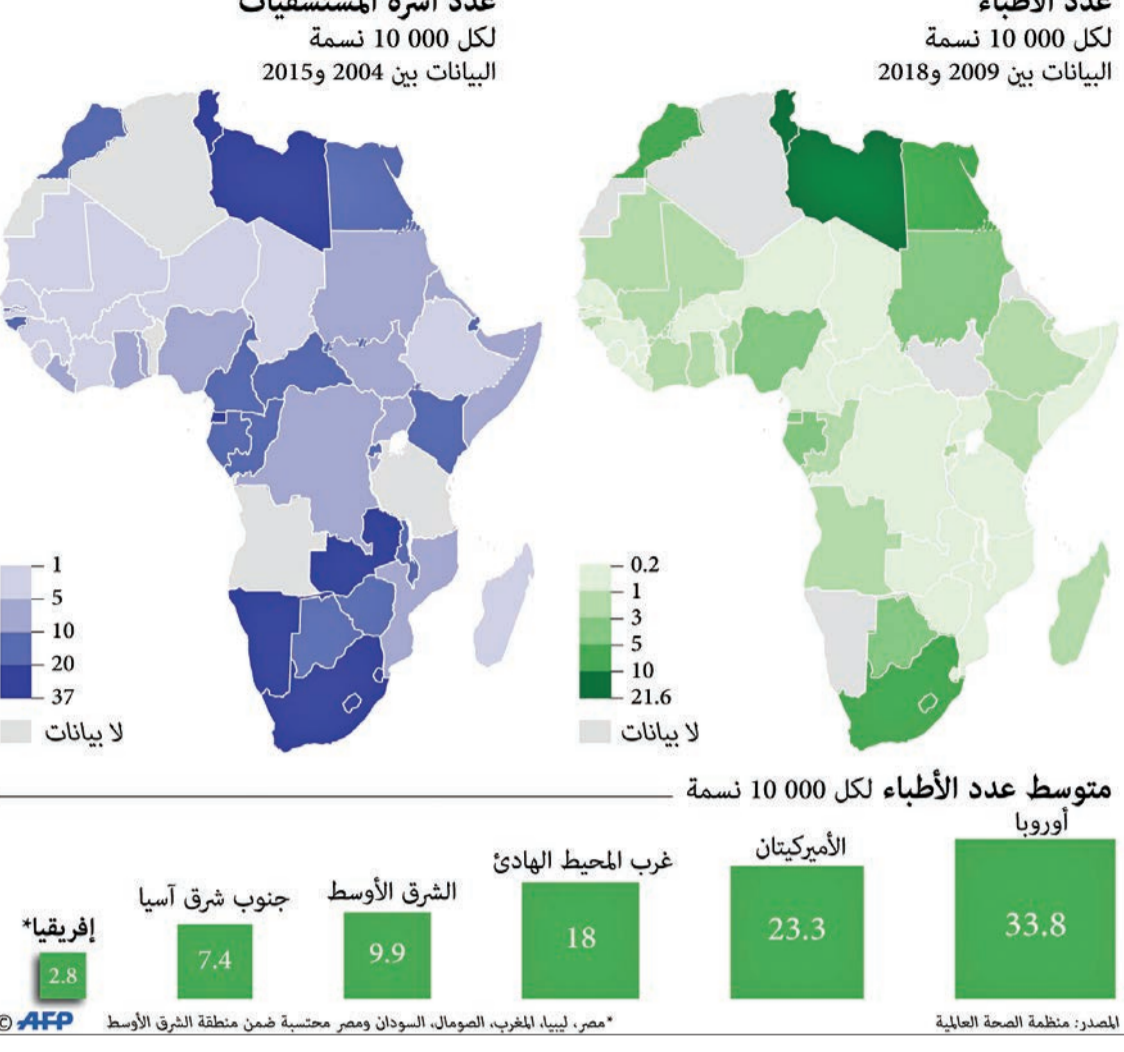 عدد الأطباء
لكل 000 10 نسمة
البيانات بين 2009 و2018
0.2
1
3
5
10
21.6
لا بيانات
عدد أسرة المستشفيات
لكل 000 10 نسمة
البيانات بين 2004 و2015
1
5
10
20
37
لا بيانات
متوسط عدد الأطباء لكل 000 10 نسمة
أوروبا
33.8
الأميركيتان
23.3
غرب المحيط الهادئ
18
الشرق الأوسط
9.9
جنوب شرق آسيا
7.4
إفريقيا*
2.8
المصدر: منظمة الصحة العالمية
*مصر، ليبيا، المغرب، الصومال، السودان ومصر محتسبة ضمن منطقة الشرق الأوسط
AFP ©